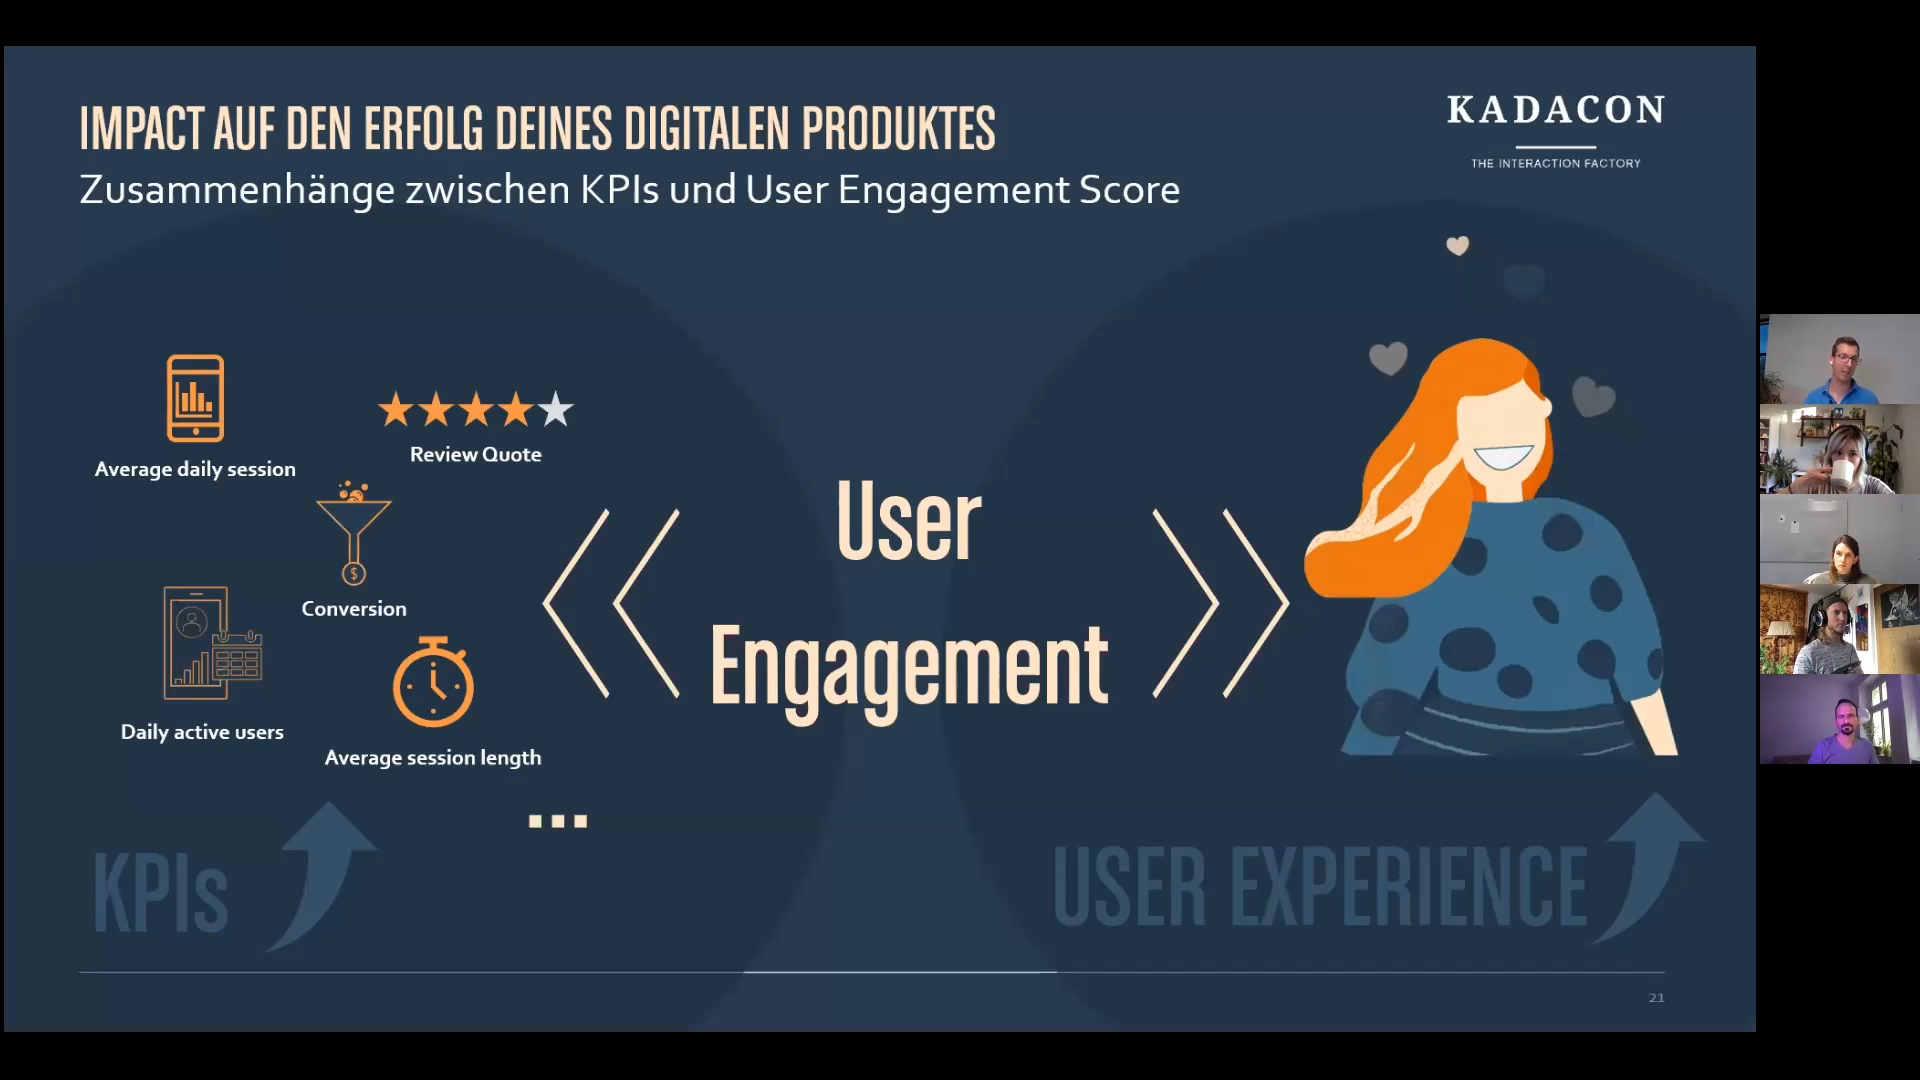 IMPACT AUF DEN ERFOLG DEINES DIGITALEN PRODUKTES
Zusammenhänge zwischen KPIs und User Engagement Score
KADACON
THE INTERACTION FACTORY
Average daily session
Review Quote
$
Conversion
Daily active users
Average session length
User
Engagement
KPIs
USER EXPERIENCE
21